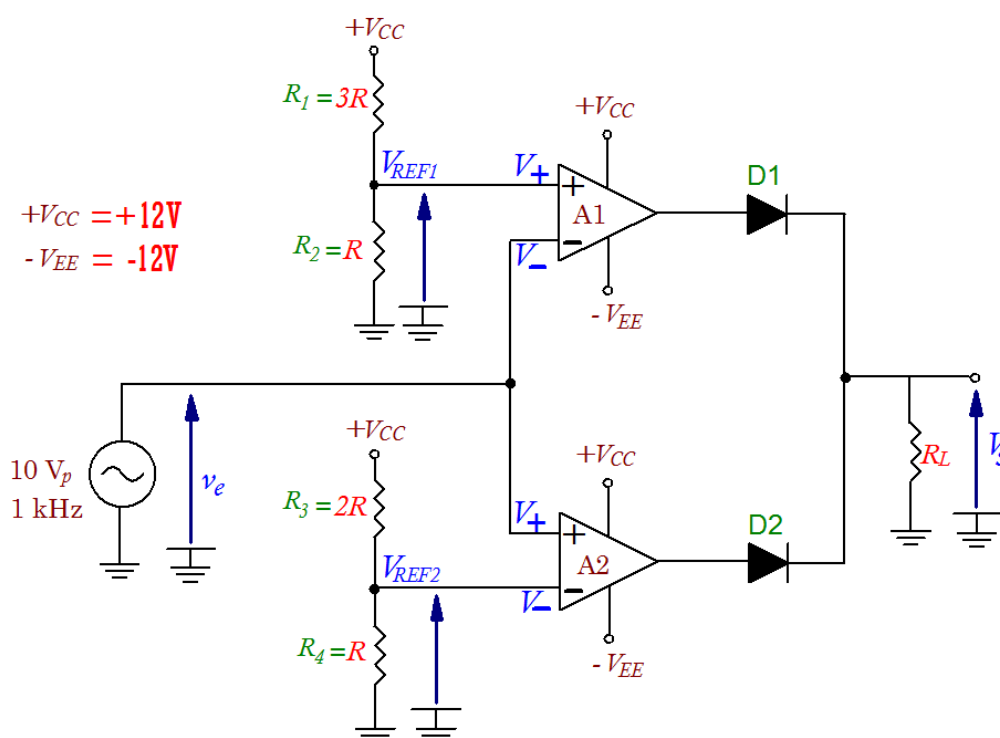 +VCC
R1 = 3R
VREF1
R2 = R
+VCC = +12V
- VEE = -12V
+VCC
V+
+
A1
-
V-
- VEE
D1
10 Vp
1 kHz
ve
+VCC
R3 = 2R
VREF2
R4 = R
+VCC
V+
+
A2
-
V-
- VEE
D2
RL